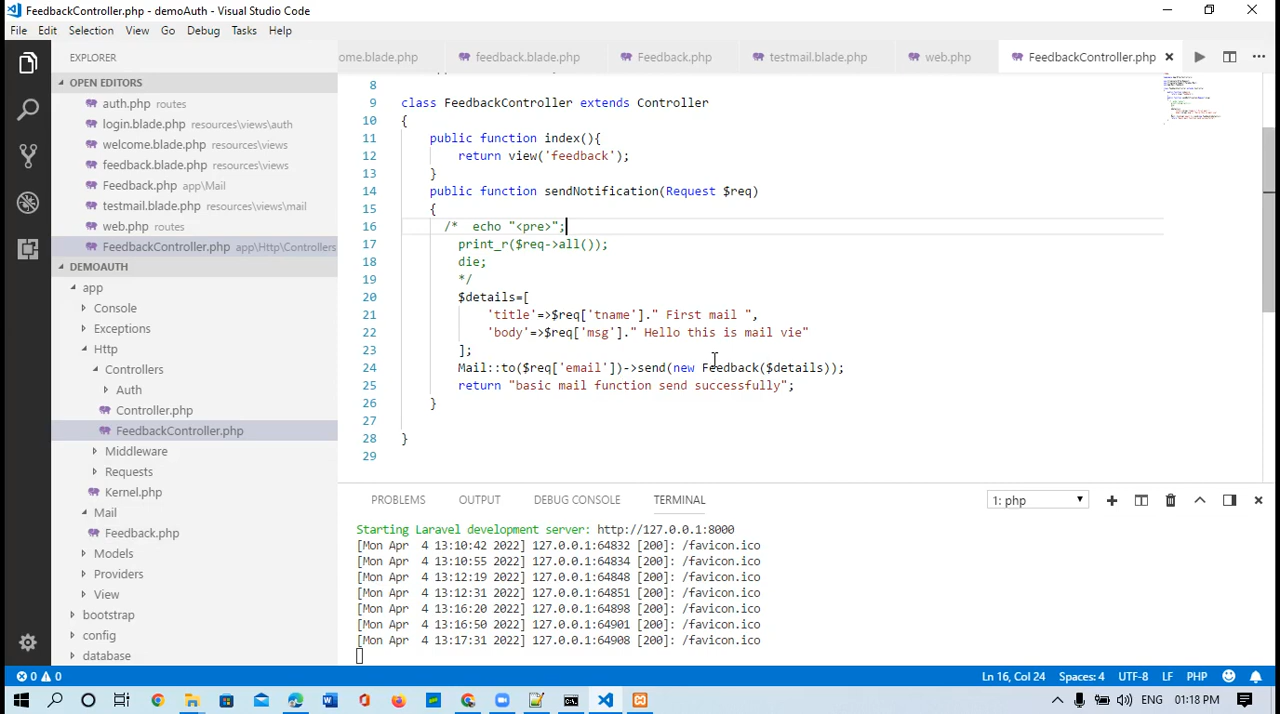 FeedbackController.php - demoAuth - Visual Studio Code
File Edit Selection View Go Debug Tasks Help
EXPLORER
OPEN EDITORS
auth.php routes
login.blade.php resources\views\auth
welcome.blade.php resources\views
feedback.blade.php resources\views
Feedback.php app\Mail
testmail.blade.php resources\views\mail
web.php routes
FeedbackController.php app\Http\Controllers
DEMOAUTH
app
Console
Exceptions
Http
Controllers
Auth
Controller.php
FeedbackController.php
Middleware
Requests
Kernel.php
Mail
Feedback.php
Models
Providers
View
bootstrap
config
database
ome.blade.php feedback.blade.php Feedback.php testmail.blade.php web.php FeedbackController.php
8
9 class FeedbackController extends Controller
10 {
11 public function index(){
12 return view('feedback');
13 }
14 public function sendNotification(Request $req)
15 {
16 /* echo "<pre>";
17 print_r($req->all());
18 die;
19 */
20 $details=[
21 'title'=>$req['tname']." First mail ",
22 'body'=>$req['msg']." Hello this is mail vie"
23 ];
24 Mail::to($req['email'])->send(new Feedback($details));
25 return "basic mail function send successfully";
26 }
27
28 }
29
PROBLEMS OUTPUT DEBUG CONSOLE TERMINAL 1: php
Starting Laravel development server: http://127.0.0.1:8000
[Mon Apr  4 13:10:42 2022] 127.0.0.1:64832 [200]: /favicon.ico
[Mon Apr  4 13:10:55 2022] 127.0.0.1:64834 [200]: /favicon.ico
[Mon Apr  4 13:12:19 2022] 127.0.0.1:64848 [200]: /favicon.ico
[Mon Apr  4 13:12:31 2022] 127.0.0.1:64851 [200]: /favicon.ico
[Mon Apr  4 13:16:20 2022] 127.0.0.1:64898 [200]: /favicon.ico
[Mon Apr  4 13:16:50 2022] 127.0.0.1:64901 [200]: /favicon.ico
[Mon Apr  4 13:17:31 2022] 127.0.0.1:64908 [200]: /favicon.ico
0 0 Ln 16, Col 24 Spaces: 4 UTF-8 LF PHP
ENG 01:18 PM